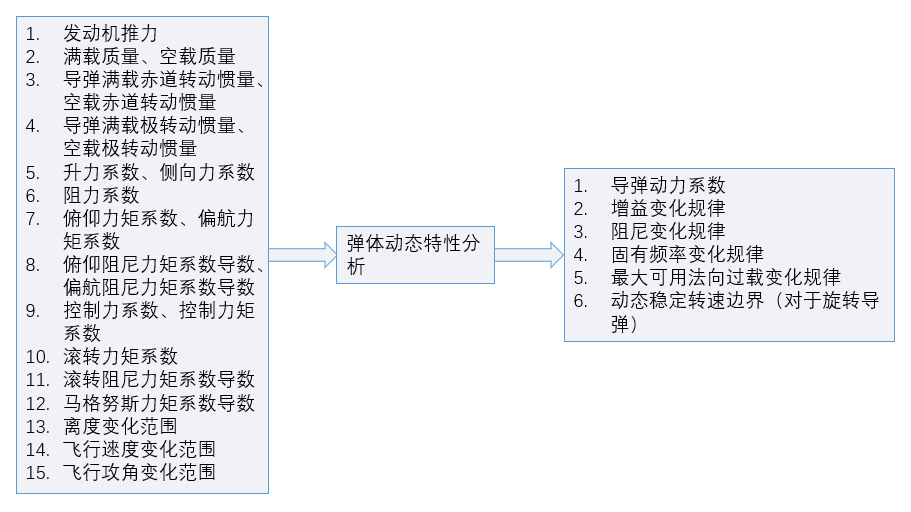 1. 发动机推力
2. 满载质量、空载质量
3. 导弹满载赤道转动惯量、
空载赤道转动惯量
4. 导弹满载极转动惯量、
空载极转动惯量
5. 升力系数、侧向力系数
6. 阻力系数
7. 俯仰力矩系数、偏航力
矩系数
8. 俯仰阻尼力矩系数导数、
偏航阻尼力矩系数导数
9. 控制力系数、控制力矩
系数
10. 滚转力矩系数
11. 滚转阻尼力矩系数导数
12. 马格努斯力矩系数导数
13. 离度变化范围
14. 飞行速度变化范围
15. 飞行攻角变化范围
弹体动态特性分
析
1. 导弹动力系数
2. 增益变化规律
3. 阻尼变化规律
4. 固有频率变化规律
5. 最大可用法向过载变化规律
6. 动态稳定转速边界（对于旋转导
弹）